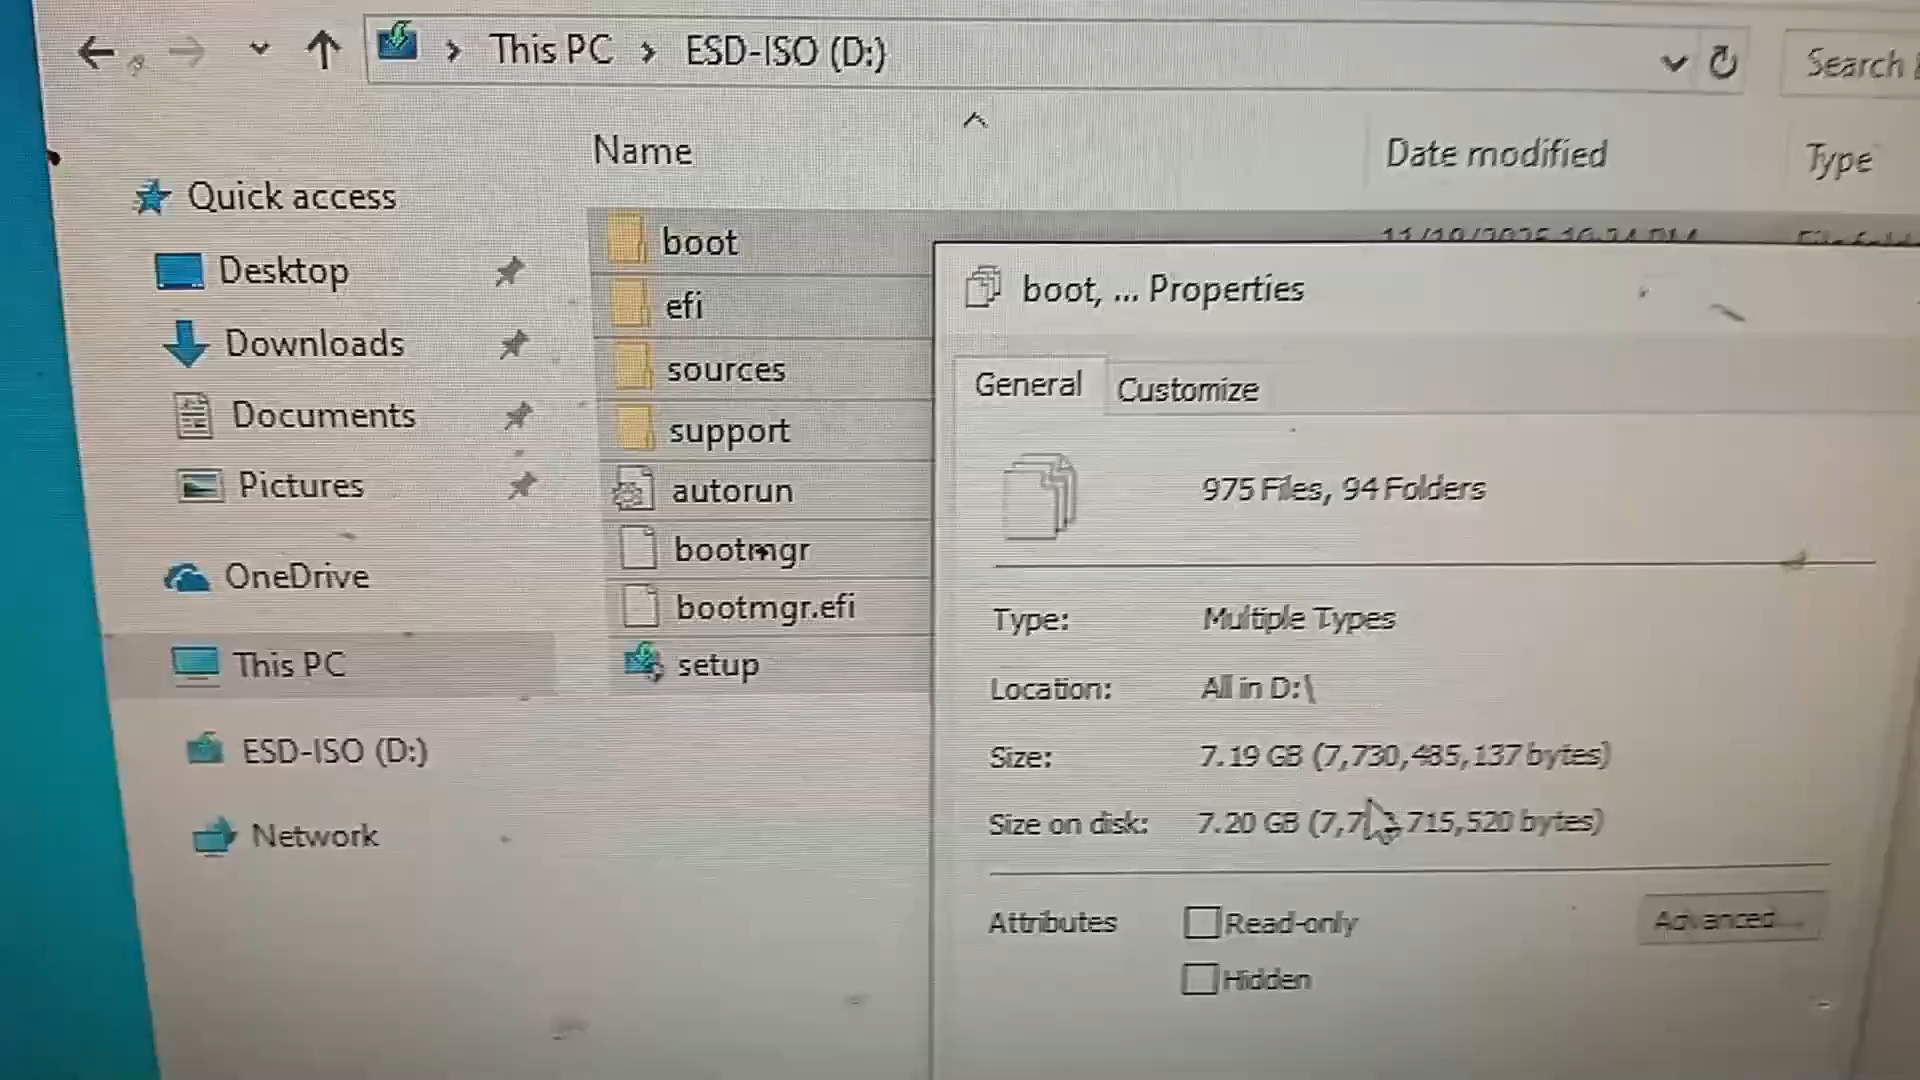 This PC > ESD-ISO (D:)
Search
Name
Date modified
Type
Quick access
Desktop
Downloads
Documents
Pictures
OneDrive
This PC
ESD-ISO (D:)
Network
boot
efi
sources
support
autorun
bootmgr
bootmgr.efi
setup
boot, ... Properties
General
Customize
975 Files, 94 Folders
Type: Multiple Types
Location: All in D:\
Size: 7.19 GB (7,730,485,137 bytes)
Size on disk: 7.20 GB
Attributes
Read-only
Advanced...
Hidden